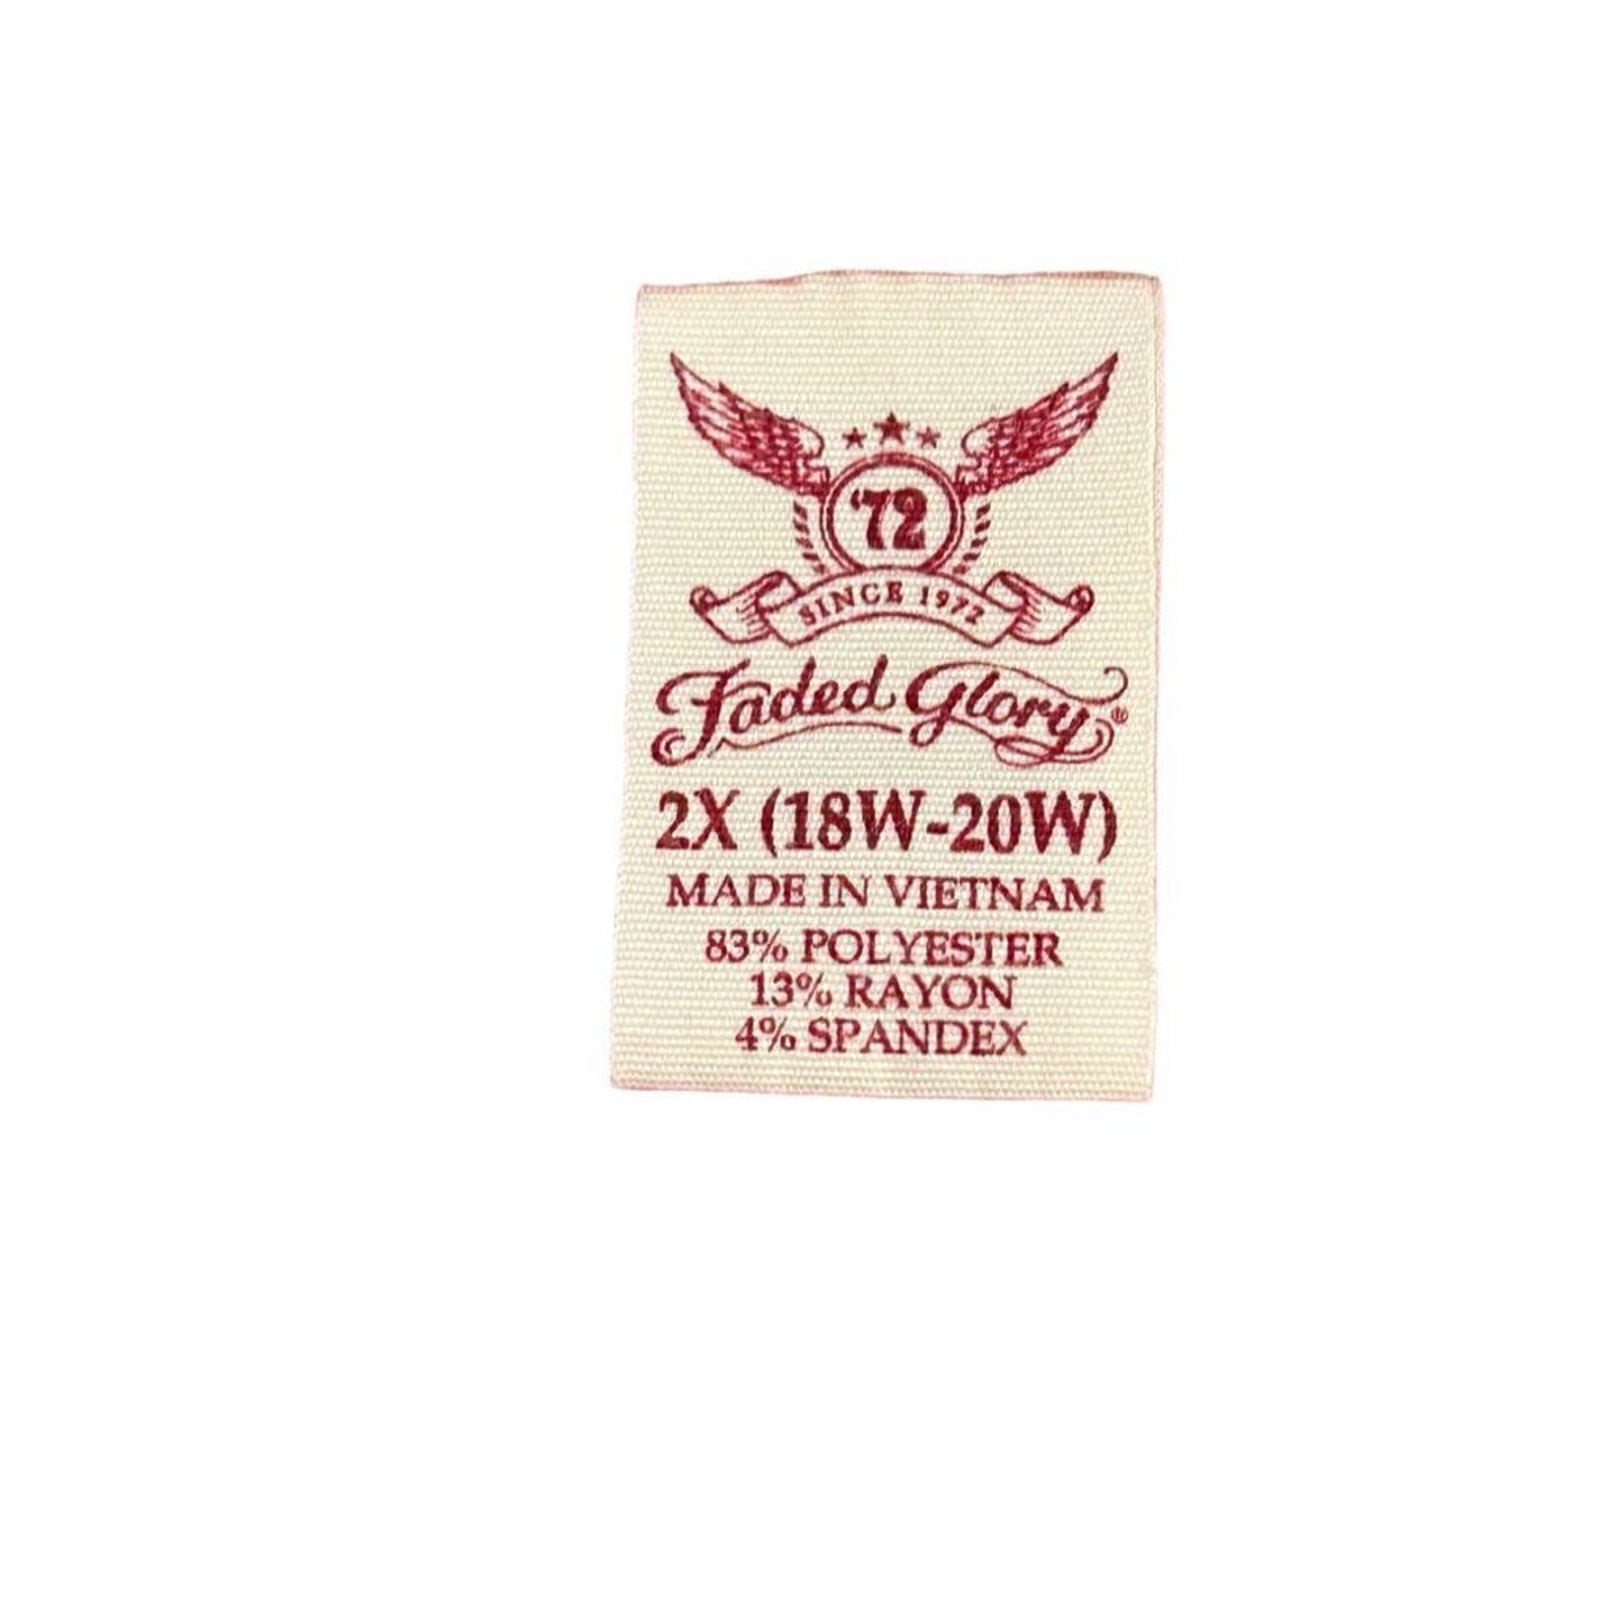 '72
SINCE 1972
Faded Glory®
2X (18W-20W)
MADE IN VIETNAM
83% POLYESTER
13% RAYON
4% SPANDEX